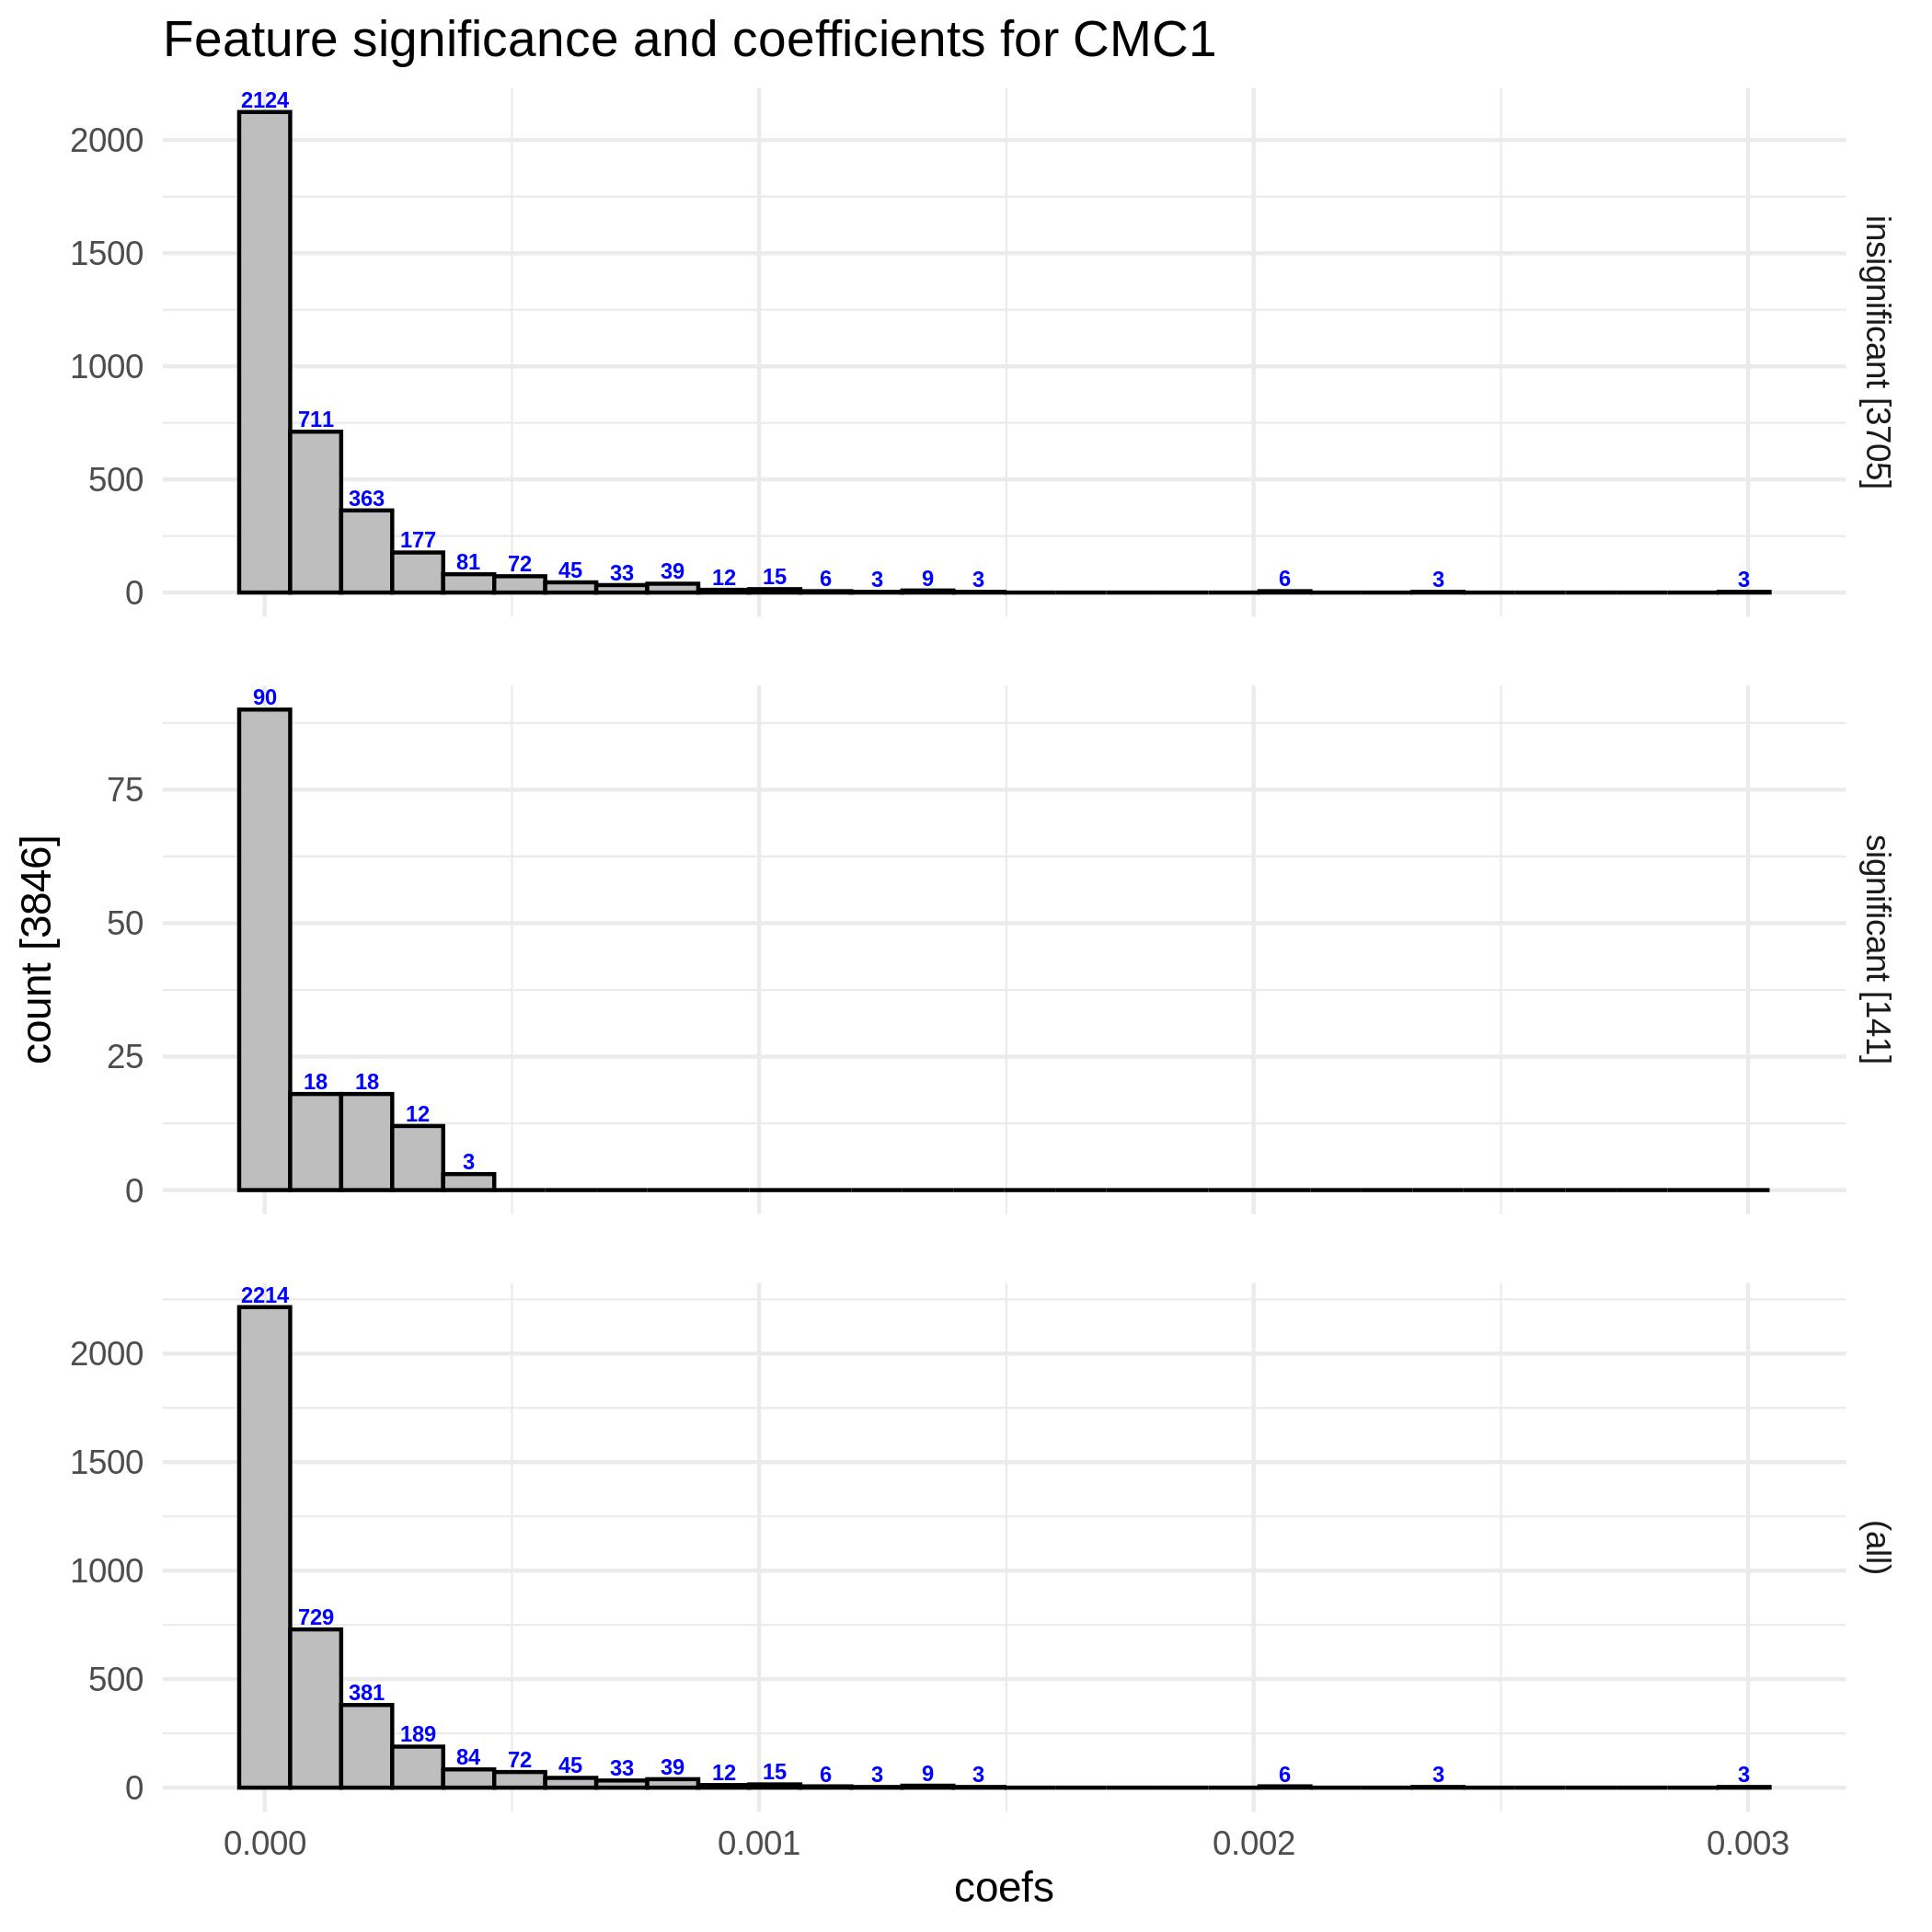 Feature significance and coefficients for CMC1
2124
2000
1500
1000
711
500
363
177
81 72 45 33 39 12 15 6 3 9 3 6 3 3
0
insignificant [3705]
90
75
50
25
18 18 12 3
0
significant [141]
count [3846]
2214
2000
1500
1000
729
500
381
189
84 72 45 33 39 12 15 6 3 9 3 6 3 3
0
(all)
0.000 0.001 0.002 0.003
coefs